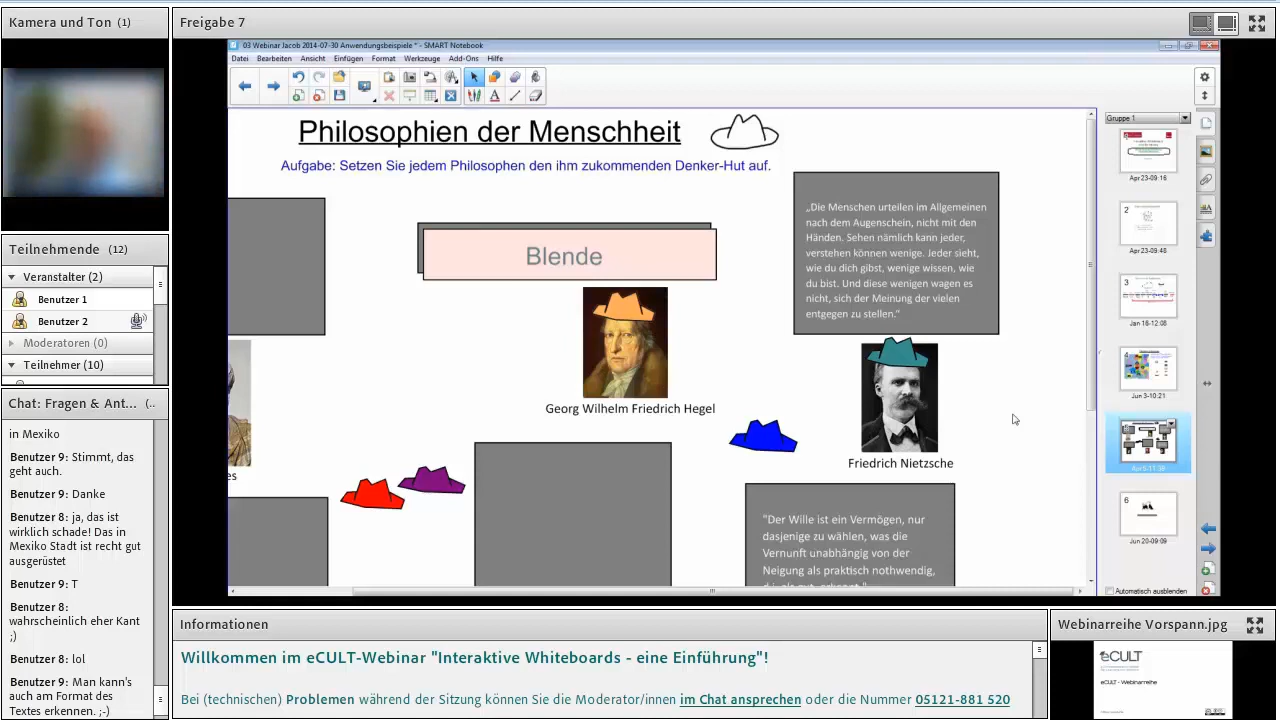 Kamera und Ton (1)
Teilnehmende (12)
Veranstalter (2)
Benutzer 1
Benutzer 2
Moderatoren (0)
Teilnehmer (10)
Chat: Fragen & Ant... (..
in Mexiko
Benutzer 9: Stimmt, das
geht auch.
Benutzer 9: Danke
Benutzer 8: ja, das ist
wirklich schade! Das in
Mexiko Stadt ist recht gut
ausgerüstet
Benutzer 9: T
Benutzer 8:
wahrscheinlich eher Kant
;)
Benutzer 8: lol
Benutzer 9: Man kann's
auch am Format des
Textes erkennen. ;-)
Freigabe 7
03 Webinar Jacob 2014-07-30 Anwendungsbeispiele * - SMART Notebook
Datei Bearbeiten Ansicht Einfügen Format Werkzeuge Add-Ons Hilfe
Philosophien der Menschheit
Aufgabe: Setzen Sie jedem Philosophen den ihm zukommenden Denker-Hut auf.
Blende
„Die Menschen urteilen im Allgemeinen
nach dem Augenschein, nicht mit den
Händen. Sehen nämlich kann jeder,
verstehen können wenige. Jeder sieht,
wie du dich gibst, wenige wissen, wie
du bist. Und diese wenigen wagen es
nicht, sich der Meinung der vielen
entgegen zu stellen."
Georg Wilhelm Friedrich Hegel
Friedrich Nietzsche
es
"Der Wille ist ein Vermögen, nur
dasjenige zu wählen, was die
Vernunft unabhängig von der
Neigung als praktisch nothwendig,
Gruppe 1
Apr 23-09:16
2
Apr 23-09:48
3
Jan 16-12:08
4
Jun 3-10:21
Apr 5-11:39
6
Jun 20-09:09
Automatisch ausblenden
Informationen
Willkommen im eCULT-Webinar "Interaktive Whiteboards - eine Einführung"!
Bei (technischen) Problemen während der Sitzung können Sie die Moderator/innen im Chat ansprechen oder die Nummer 05121-881 520
Webinarreihe Vorspann.jpg
eCULT
eCULT - Webinarreihe